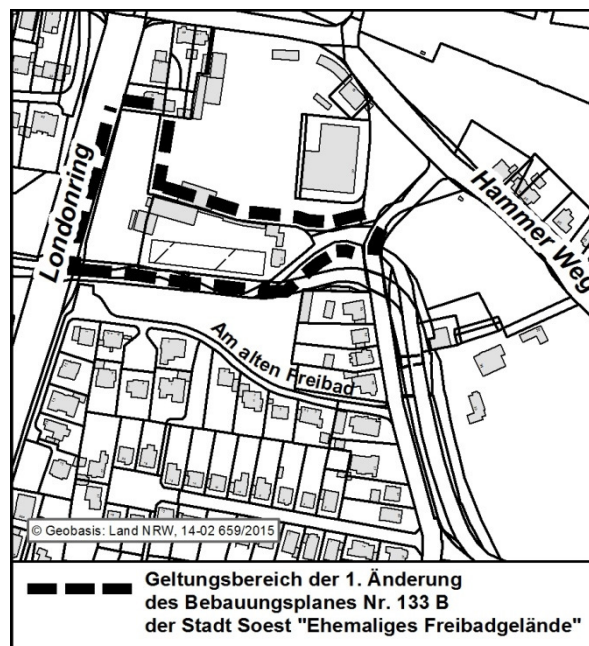 Londonring
Hammer Weg
Am alten Freibad
© Geobasis: Land NRW, 14-02 659/2015
Geltungsbereich der 1. Änderung
des Bebauungsplanes Nr. 133 B
der Stadt Soest "Ehemaliges Freibadgelände"